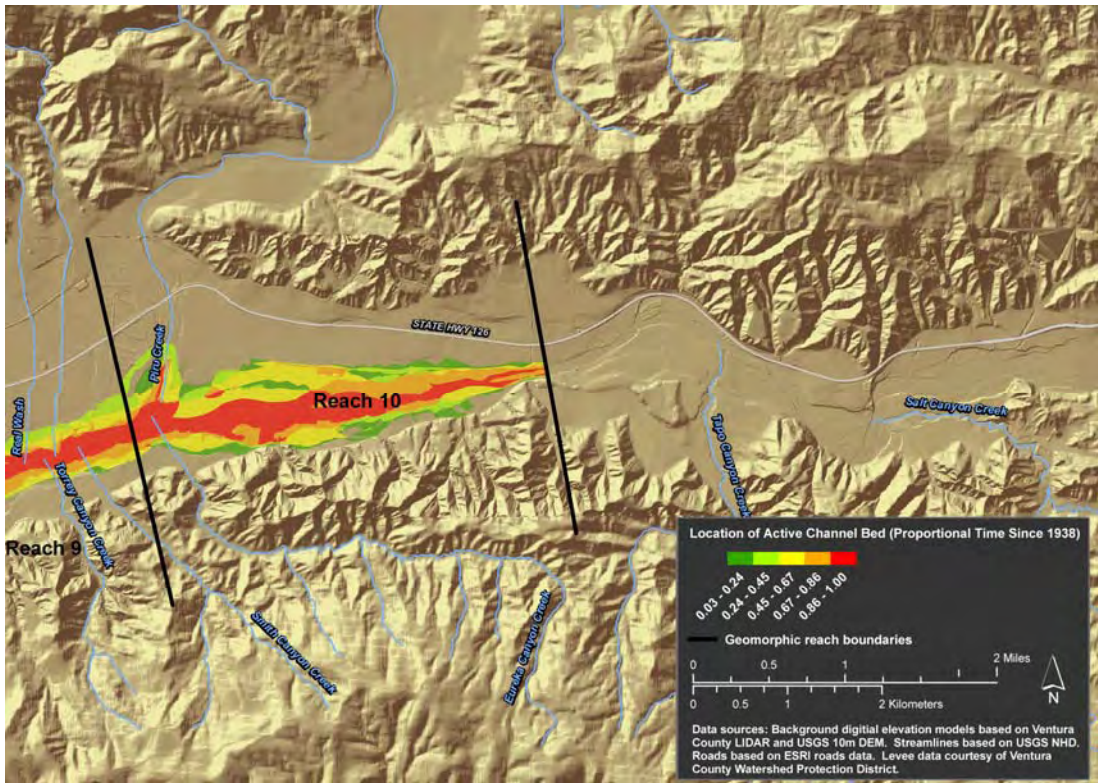 STATE HWY 126
Piru Creek
Reach 10
Real Wash
Salt Canyon Creek
Tapo Canyon Creek
Torrey Canyon Creek
Reach 9
Smith Canyon Creek
Eureka Canyon Creek
Location of Active Channel Bed (Proportional Time Since 1938)
0.03 - 0.24
0.24 - 0.45
0.45 - 0.67
0.67 - 0.86
0.86 - 1.00
Geomorphic reach boundaries
0 0.5 1 2 Miles
0 0.5 1 2 Kilometers
N
Data sources: Background digitial elevation models based on Ventura
County LIDAR and USGS 10m DEM. Streamlines based on USGS NHD.
Roads based on ESRI roads data. Levee data courtesy of Ventura
County Watershed Protection District.